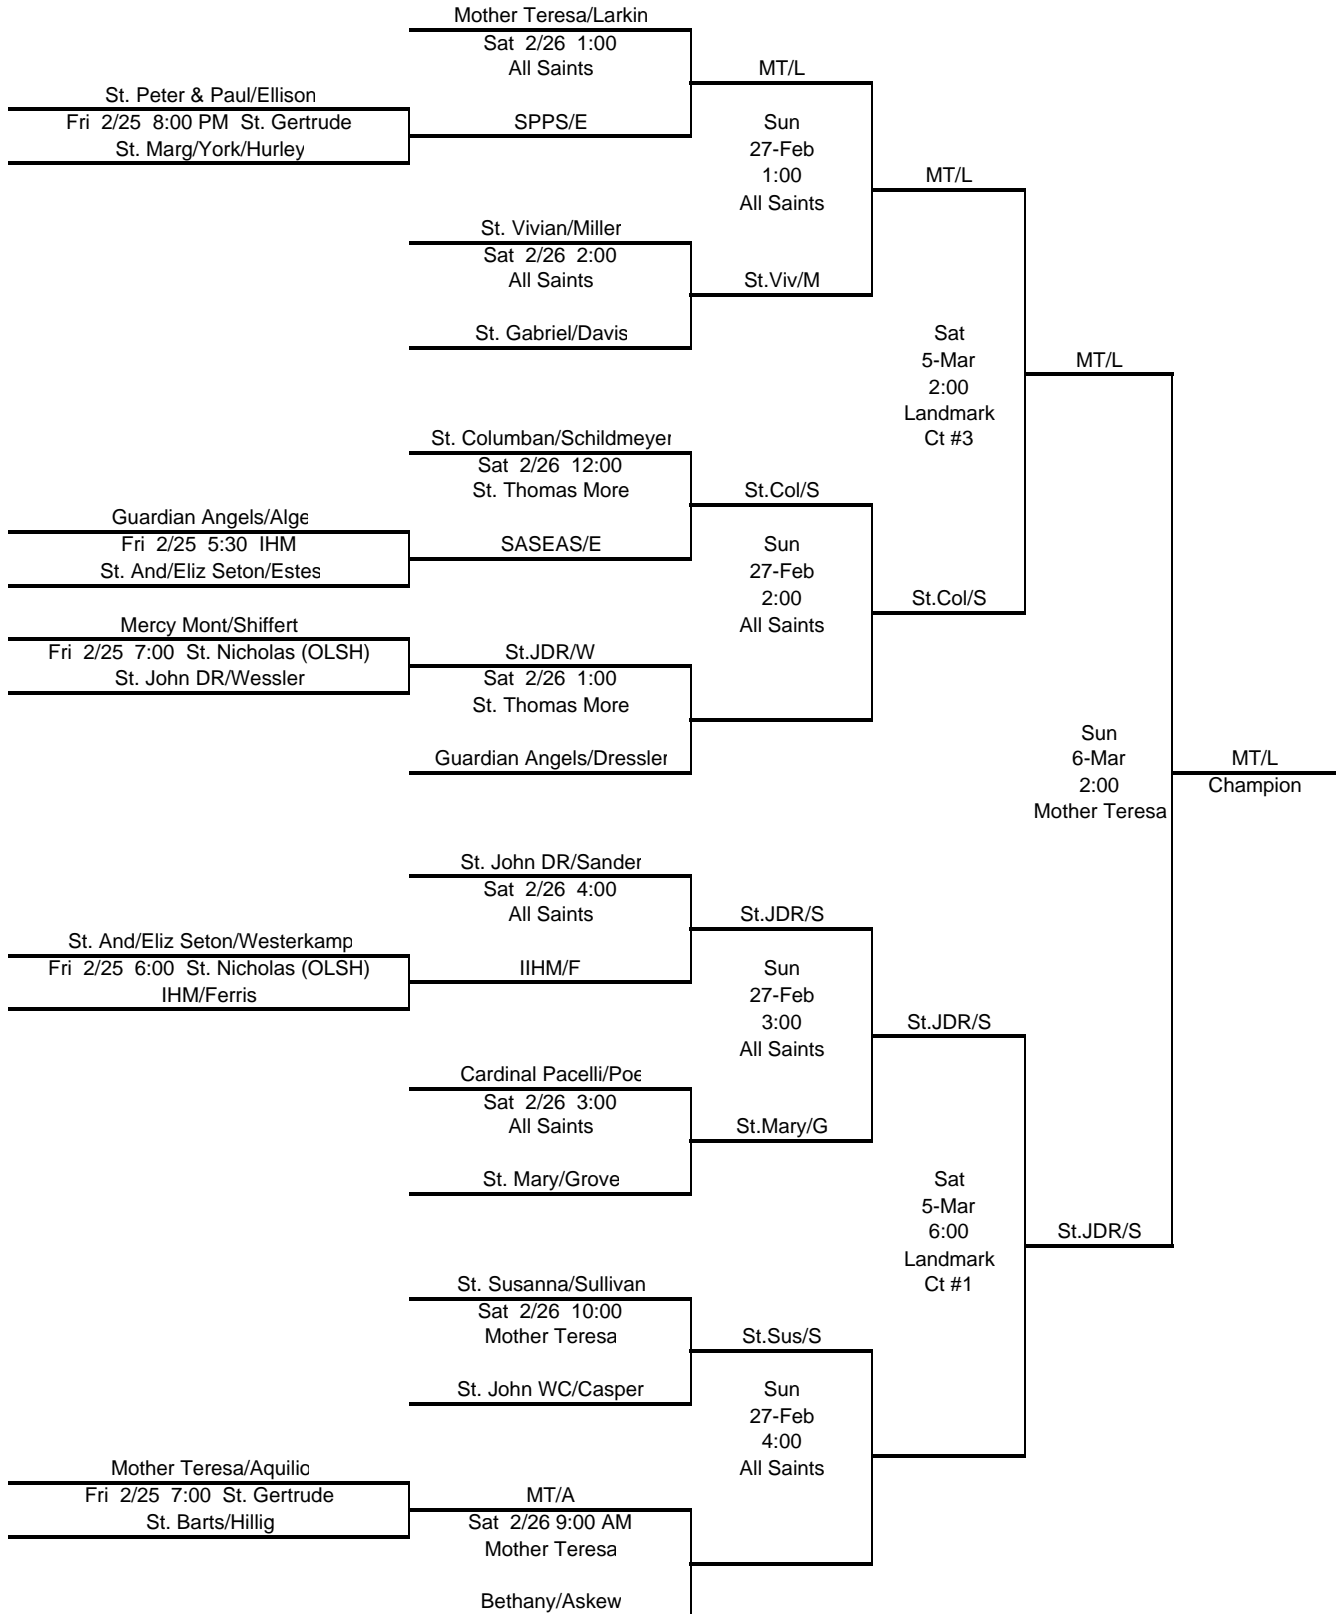 Mother Teresa/Larkin
Sat 2/26 1:00
All Saints
MT/L
St. Peter & Paul/Ellison
Fri 2/25 8:00 PM St. Gertrude
St. Marg/York/Hurley
SPPS/E
Sun
27-Feb
1:00
All Saints
MT/L
St. Vivian/Miller
Sat 2/26 2:00
All Saints
St.Viv/M
St. Gabriel/Davis
Sat
5-Mar
2:00
Landmark
Ct #3
MT/L
St. Columban/Schildmeyer
Sat 2/26 12:00
St. Thomas More
St.Col/S
Guardian Angels/Alge
Fri 2/25 5:30 IHM
St. And/Eliz Seton/Estes
SASEAS/E
Sun
27-Feb
2:00
All Saints
St.Col/S
Mercy Mont/Shiffert
Fri 2/25 7:00 St. Nicholas (OLSH)
St. John DR/Wessler
St.JDR/W
Sat 2/26 1:00
St. Thomas More
Guardian Angels/Dressler
Sun
6-Mar
2:00
Mother Teresa
MT/L
Champion
St. John DR/Sander
Sat 2/26 4:00
All Saints
St.JDR/S
St. And/Eliz Seton/Westerkamp
Fri 2/25 6:00 St. Nicholas (OLSH)
IHM/Ferris
IIHM/F
Sun
27-Feb
3:00
All Saints
St.JDR/S
Cardinal Pacelli/Poe
Sat 2/26 3:00
All Saints
St.Mary/G
St. Mary/Grove
Sat
5-Mar
6:00
Landmark
Ct #1
St.JDR/S
St. Susanna/Sullivan
Sat 2/26 10:00
Mother Teresa
St.Sus/S
St. John WC/Casper
Sun
27-Feb
4:00
All Saints
Mother Teresa/Aquilio
Fri 2/25 7:00 St. Gertrude
St. Barts/Hillig
MT/A
Sat 2/26 9:00 AM
Mother Teresa
Bethany/Askew